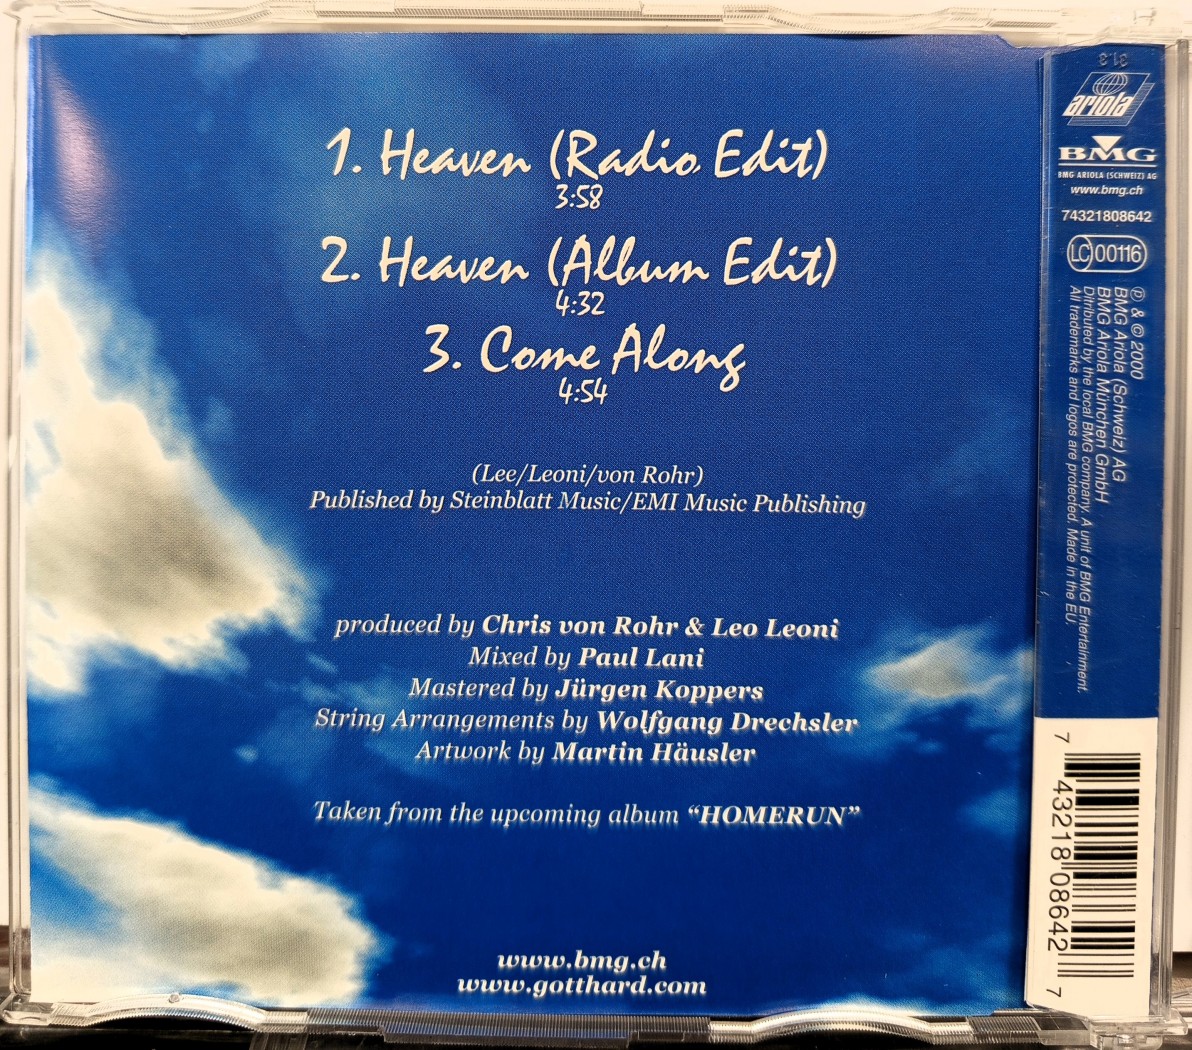 1. Heaven (Radio Edit)
3:58
2. Heaven (Album Edit)
4:32
3. Come Along
4:54
(Lee/Leoni/von Rohr)
Published by Steinblatt Music/EMI Music Publishing
produced by Chris von Rohr & Leo Leoni
Mixed by Paul Lani
Mastered by Jürgen Koppers
String Arrangements by Wolfgang Drechsler
Artwork by Martin Häusler
Taken from the upcoming album “HOMERUN”
www.bmg.ch
www.gotthard.com
31.3
ariola
BMG
BMG ARIOLA (SCHWEIZ) AG
www.bmg.ch
74321808642
LC 00116
℗ & © 2000
BMG Ariola (Schweiz) AG
BMG Ariola München GmbH
Ditributed by the local BMG company. A unit of BMG Entertainment.
All trademarks and logos are protected. Made in the EU.
7 43218 08642 7